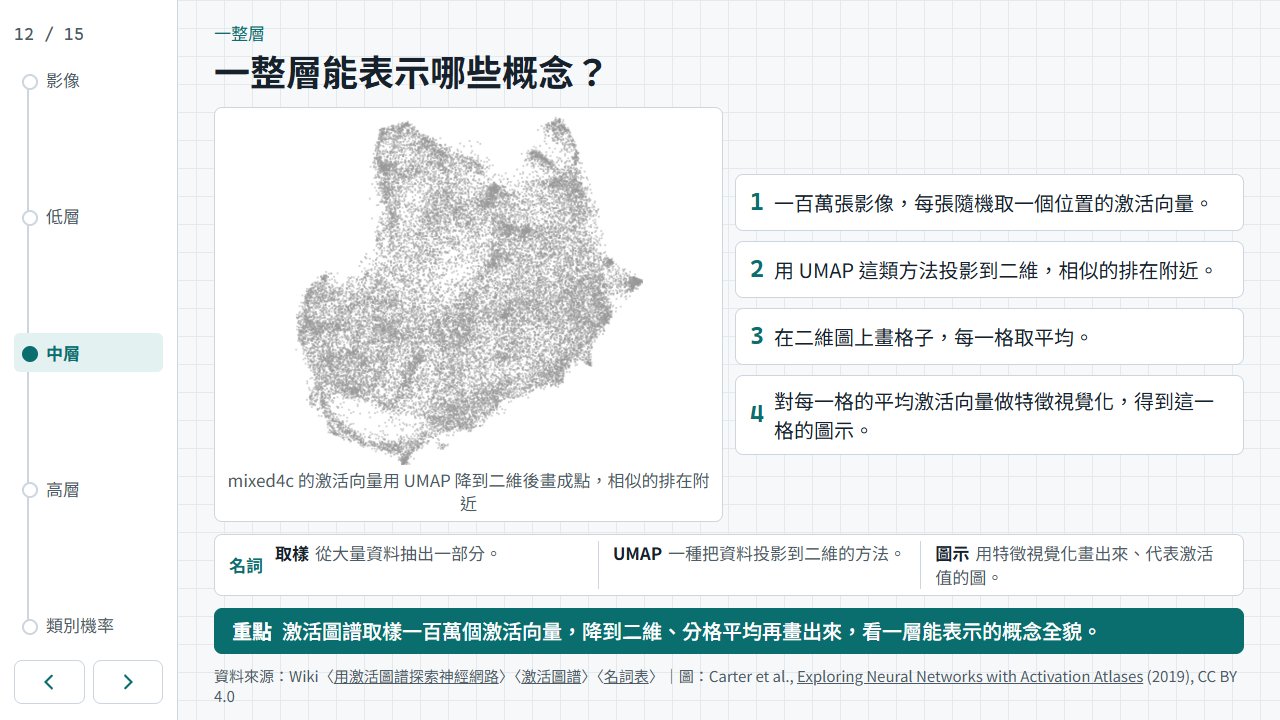 12 / 15
影像
低層
中層
高層
類別機率
一整層
一整層能表示哪些概念？
mixed4c 的激活向量用 UMAP 降到二維後畫成點，相似的排在附
近
1 一百萬張影像，每張隨機取一個位置的激活向量。
2 用 UMAP 這類方法投影到二維，相似的排在附近。
3 在二維圖上畫格子，每一格取平均。
4 對每一格的平均激活向量做特徵視覺化，得到這一
格的圖示。
名詞
取樣 從大量資料抽出一部分。
UMAP 一種把資料投影到二維的方法。
圖示 用特徵視覺化畫出來、代表激活
值的圖。
重點 激活圖譜取樣一百萬個激活向量，降到二維、分格平均再畫出來，看一層能表示的概念全貌。
資料來源：Wiki〈用激活圖譜探索神經網路〉〈激活圖譜〉〈名詞表〉｜圖：Carter et al., Exploring Neural Networks with Activation Atlases (2019), CC BY
4.0